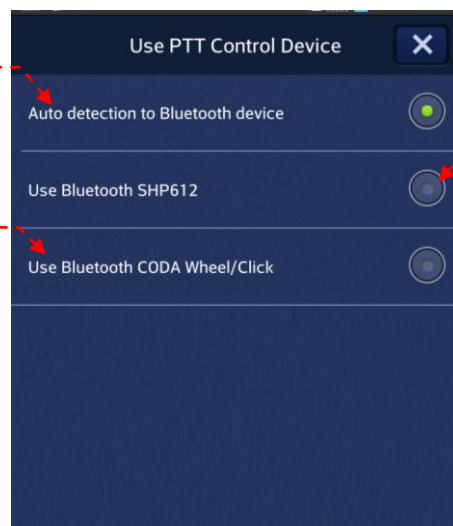 Use PTT Control Device
Auto detection to Bluetooth device
Use Bluetooth SHP612
Use Bluetooth CODA Wheel/Click